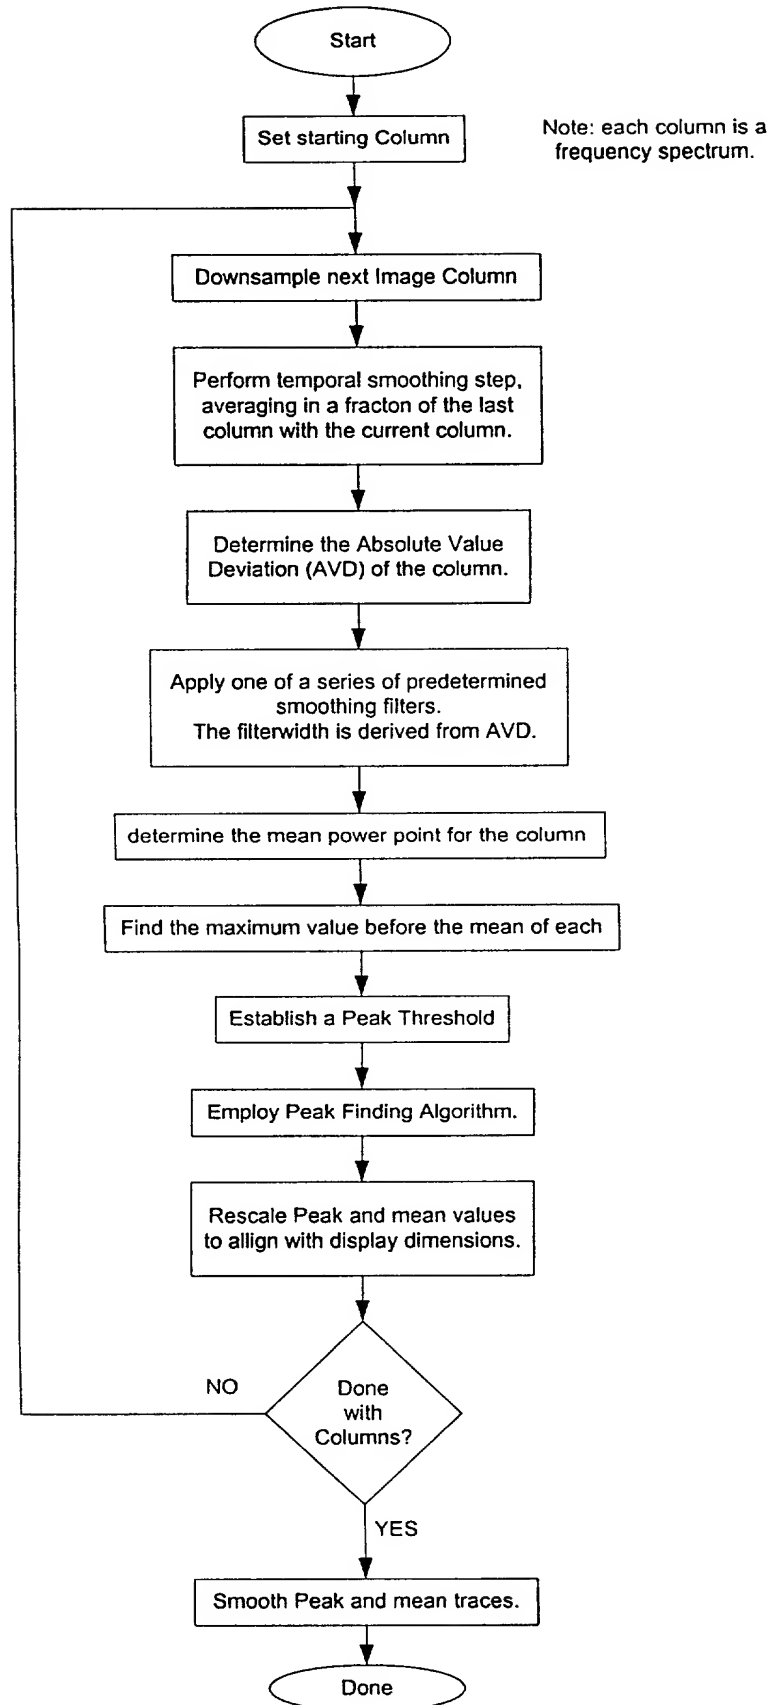 Start
Set starting Column
Note: each column is a
frequency spectrum.
Downsample next Image Column
Perform temporal smoothing step,
averaging in a fracton of the last
column with the current column.
Determine the Absolute Value
Deviation (AVD) of the column.
Apply one of a series of predetermined
smoothing filters.
The filterwidth is derived from AVD.
determine the mean power point for the column
Find the maximum value before the mean of each
Establish a Peak Threshold
Employ Peak Finding Algorithm.
Rescale Peak and mean values
to allign with display dimensions.
NO
Done
with
Columns?
YES
Smooth Peak and mean traces.
Done